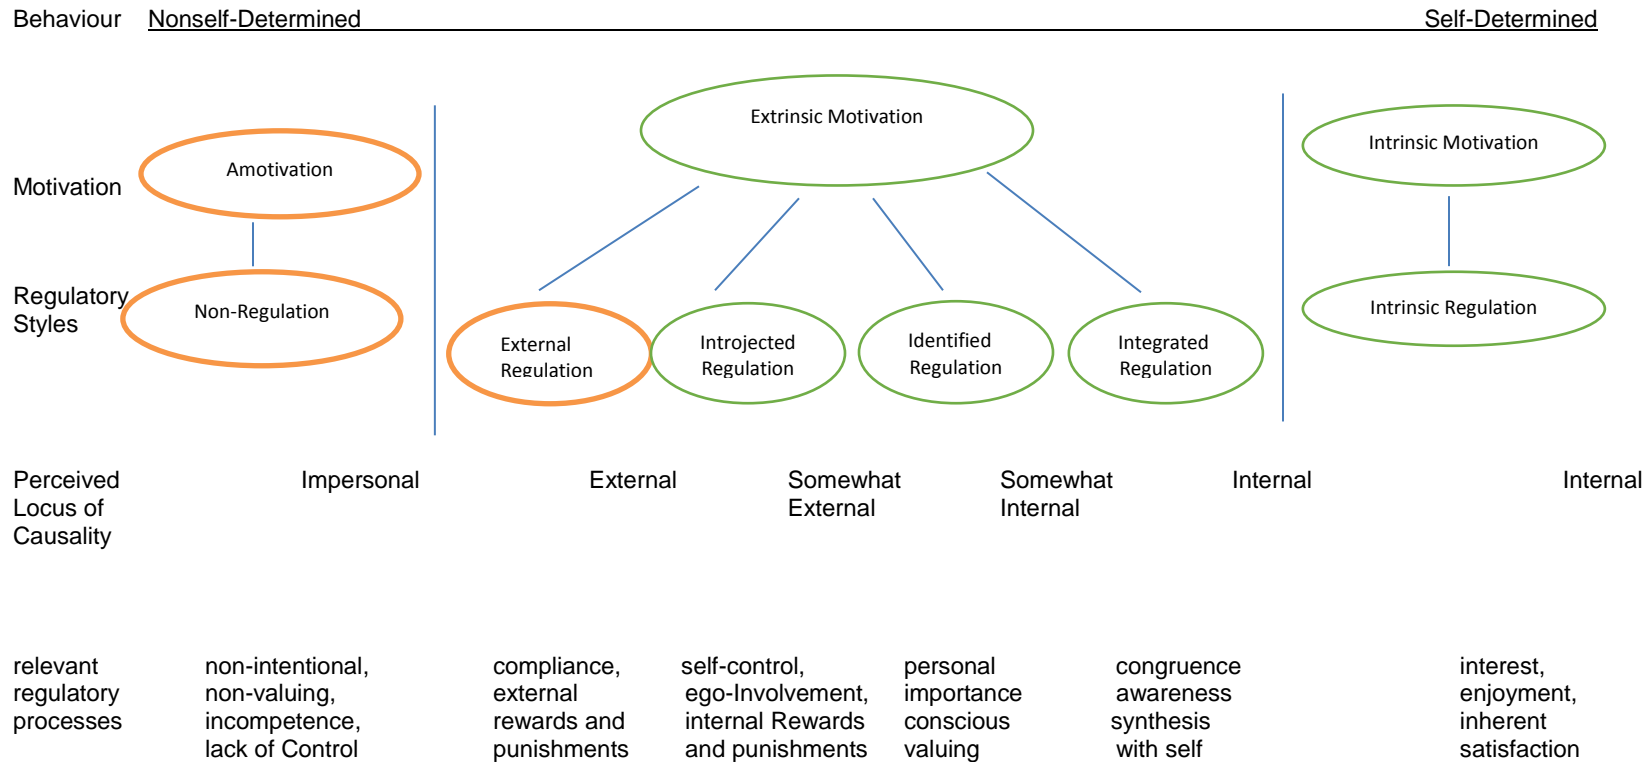 Behaviour Nonself-Determined Self-Determined
Extrinsic Motivation
Intrinsic Motivation
Amotivation
Motivation
Regulatory
Styles
Non-Regulation
Intrinsic Regulation
External
Regulation
Introjected
Regulation
Identified
Regulation
Integrated
Regulation
Perceived
Locus of
Causality
Impersonal
External
Somewhat
External
Somewhat
Internal
Internal
Internal
relevant
regulatory
processes
non-intentional,
non-valuing,
incompetence,
lack of Control
compliance,
external
rewards and
punishments
self-control,
ego-Involvement,
internal Rewards
and punishments
personal
importance
conscious
valuing
congruence
awareness
synthesis
with self
interest,
enjoyment,
inherent
satisfaction